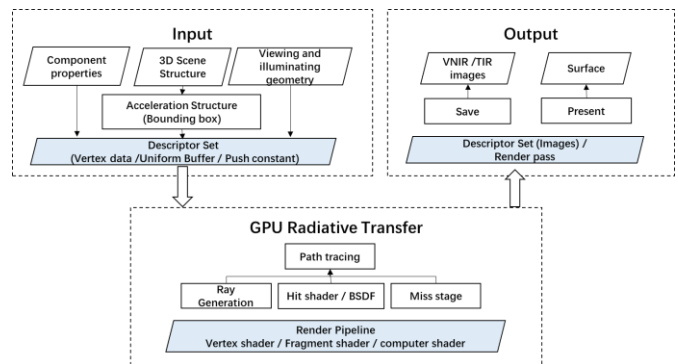 Input
Component
properties
3D Scene
Structure
Viewing and
illuminating
geometry
Acceleration Structure
(Bounding box)
Descriptor Set
(Vertex data /Uniform Buffer / Push constant)
Output
VNIR /TIR
images
Surface
Save
Present
Descriptor Set (Images) /
Render pass
GPU Radiative Transfer
Path tracing
Ray
Generation
Hit shader / BSDF
Miss stage
Render Pipeline
Vertex shader / Fragment shader / computer shader